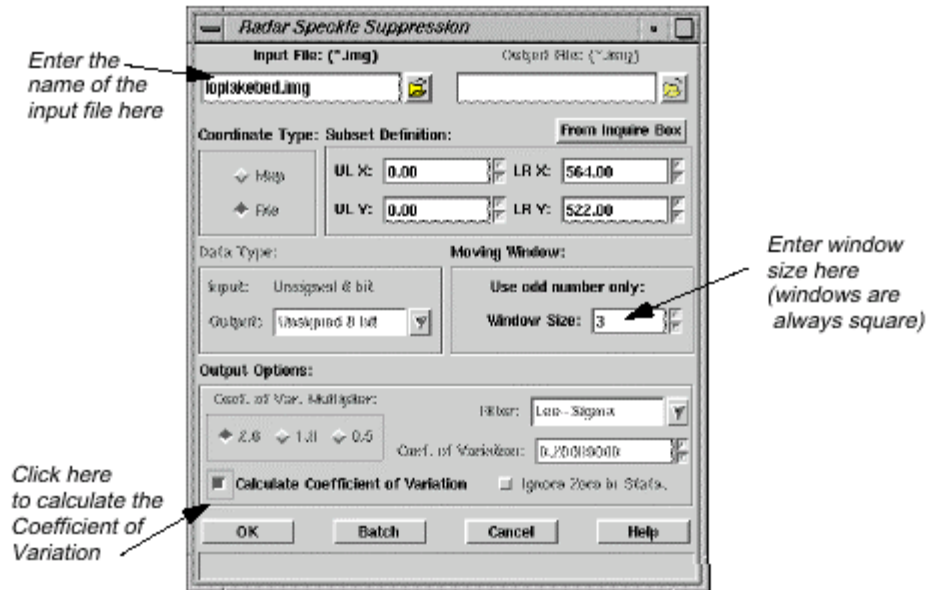 Radar Speckle Suppression
Input File: (*.img)
Output File: (*.img)
Enter the
name of the
input file here
loplakebed.img
From Inquire Box
Coordinate Type:
Subset Definition:
Map
File
UL X: 0.00
LR X: 564.00
UL Y: 0.00
LR Y: 522.00
Data Type:
Moving Window:
Input: Unsigned 8 bit
Output: Unsigned 8 bit
Use odd number only:
Window Size: 3
Enter window
size here
(windows are
always square)
Output Options:
Coef. of Var. Multiplier:
2.0 1.0 0.5
Filter: Lee-Sigma
Coef. of Variation:
Calculate Coefficient of Variation
Ignore Zero in Stats.
Click here
to calculate the
Coefficient of
Variation
OK
Batch
Cancel
Help